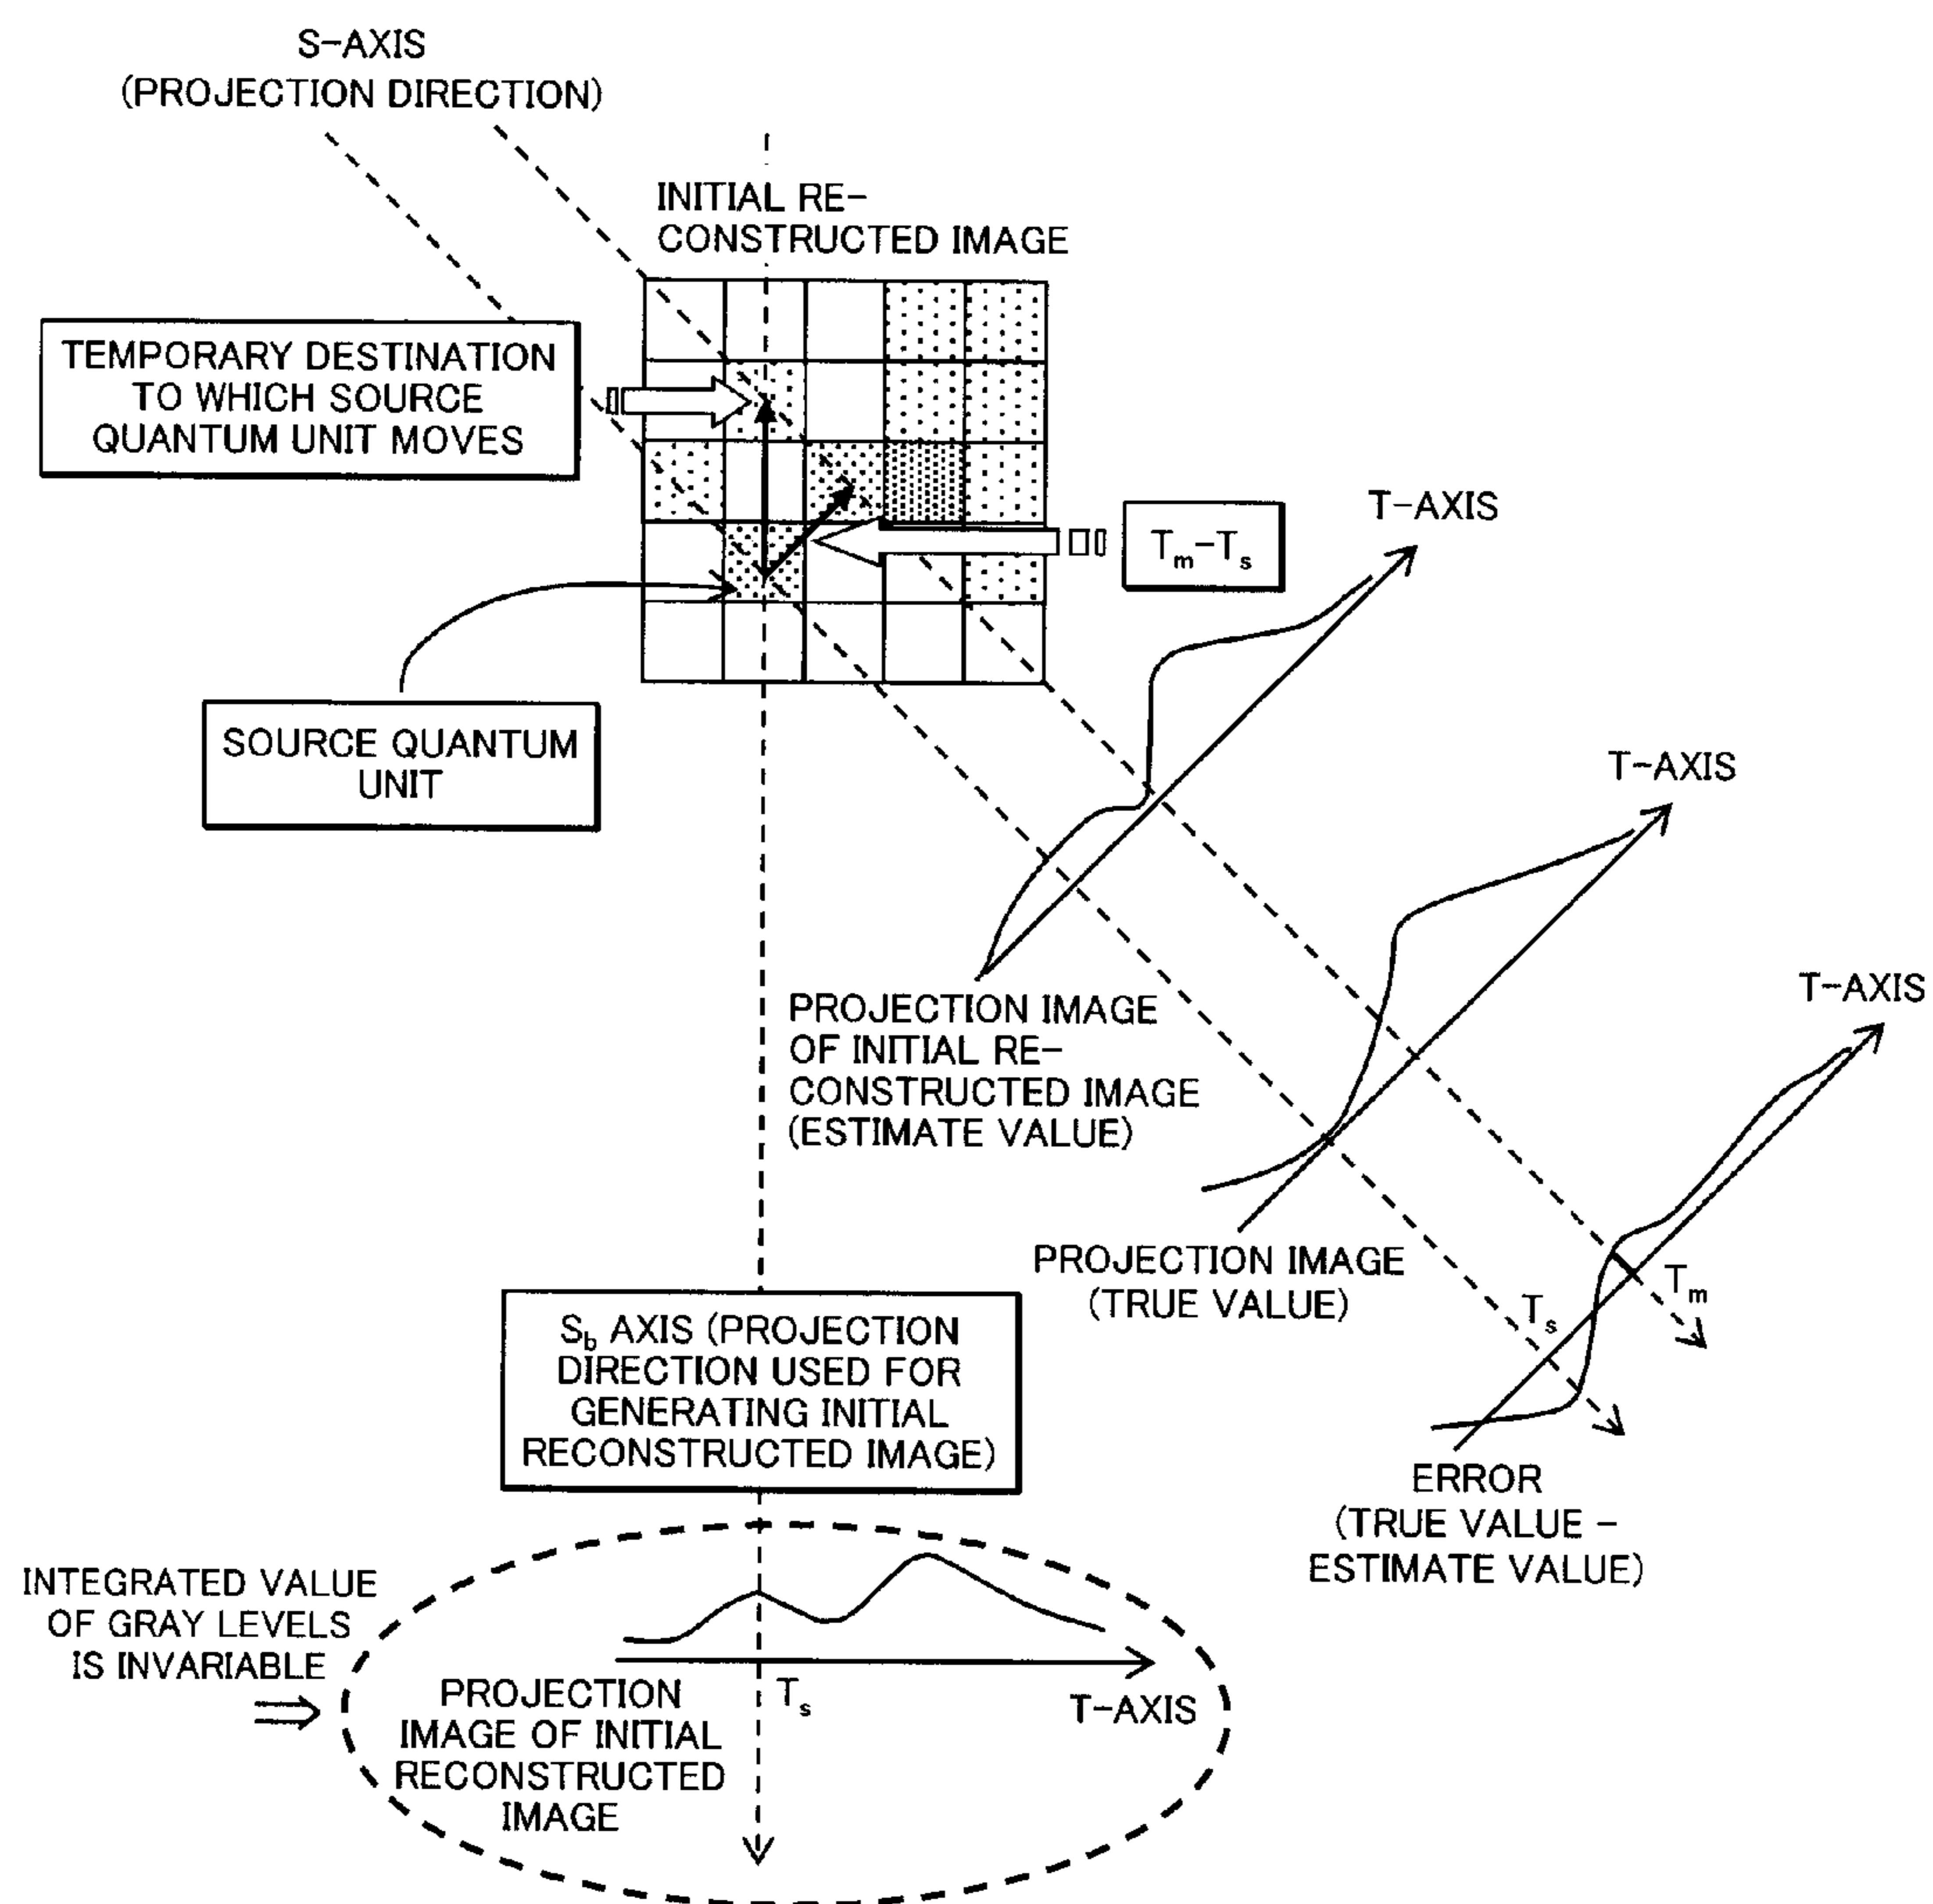 S-AXIS
(PROJECTION DIRECTION)
INITIAL RE-
CONSTRUCTED IMAGE
TEMPORARY DESTINATION
TO WHICH SOURCE
QUANTUM UNIT MOVES
T-AXIS
Tm-Ts
SOURCE QUANTUM
UNIT
T-AXIS
PROJECTION IMAGE
OF INITIAL RE-
CONSTRUCTED IMAGE
(ESTIMATE VALUE)
T-AXIS
PROJECTION IMAGE
(TRUE VALUE)
Tm
Ts
Sb AXIS (PROJECTION
DIRECTION USED FOR
GENERATING INITIAL
RECONSTRUCTED IMAGE)
ERROR
(TRUE VALUE -
ESTIMATE VALUE)
INTEGRATED VALUE
OF GRAY LEVELS
IS INVARIABLE
PROJECTION
IMAGE OF INITIAL
RECONSTRUCTED
IMAGE
Ts
T-AXIS